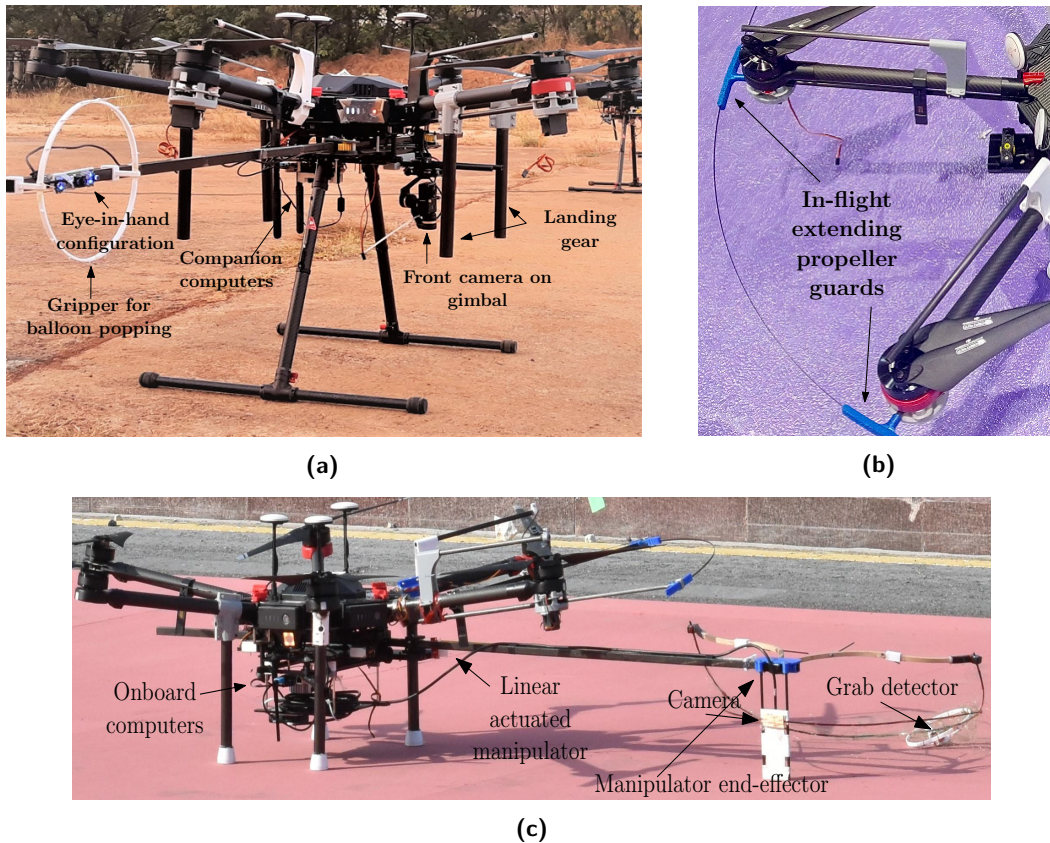 Eye-in-hand
configuration
Companion
computers
Landing
gear
Front camera on
gimbal
Gripper for
balloon popping
(a)
In-flight
extending
propeller
guards
(b)
Onboard
computers
Linear
actuated
manipulator
Camera
Grab detector
Manipulator end-effector
(c)